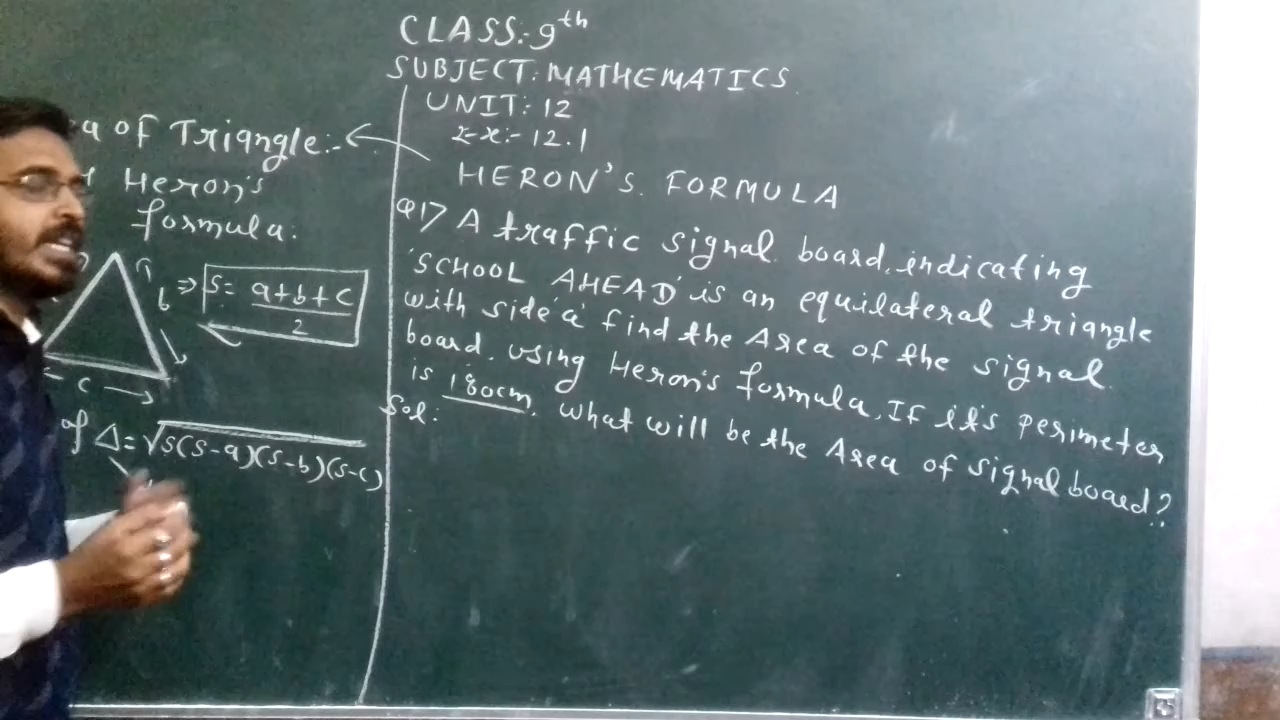 CLASS:-9th
SUBJECT:MATHEMATICS.
UNIT:12
Ex:-12.1
HERON'S FORMULA
of Triangle:-
Heron's
formula.
a
b
⇒ S = a+b+c
2
c
of Δ=√S(S-a)(S-b)(S-c)
Q1) A traffic signal board, indicating
'SCHOOL AHEAD' is an equilateral triangle
with side 'a' find the Area of the signal
board. using Heron's formula, If it's perimeter
is 180cm. what will be the Area of signal board?
Sol: